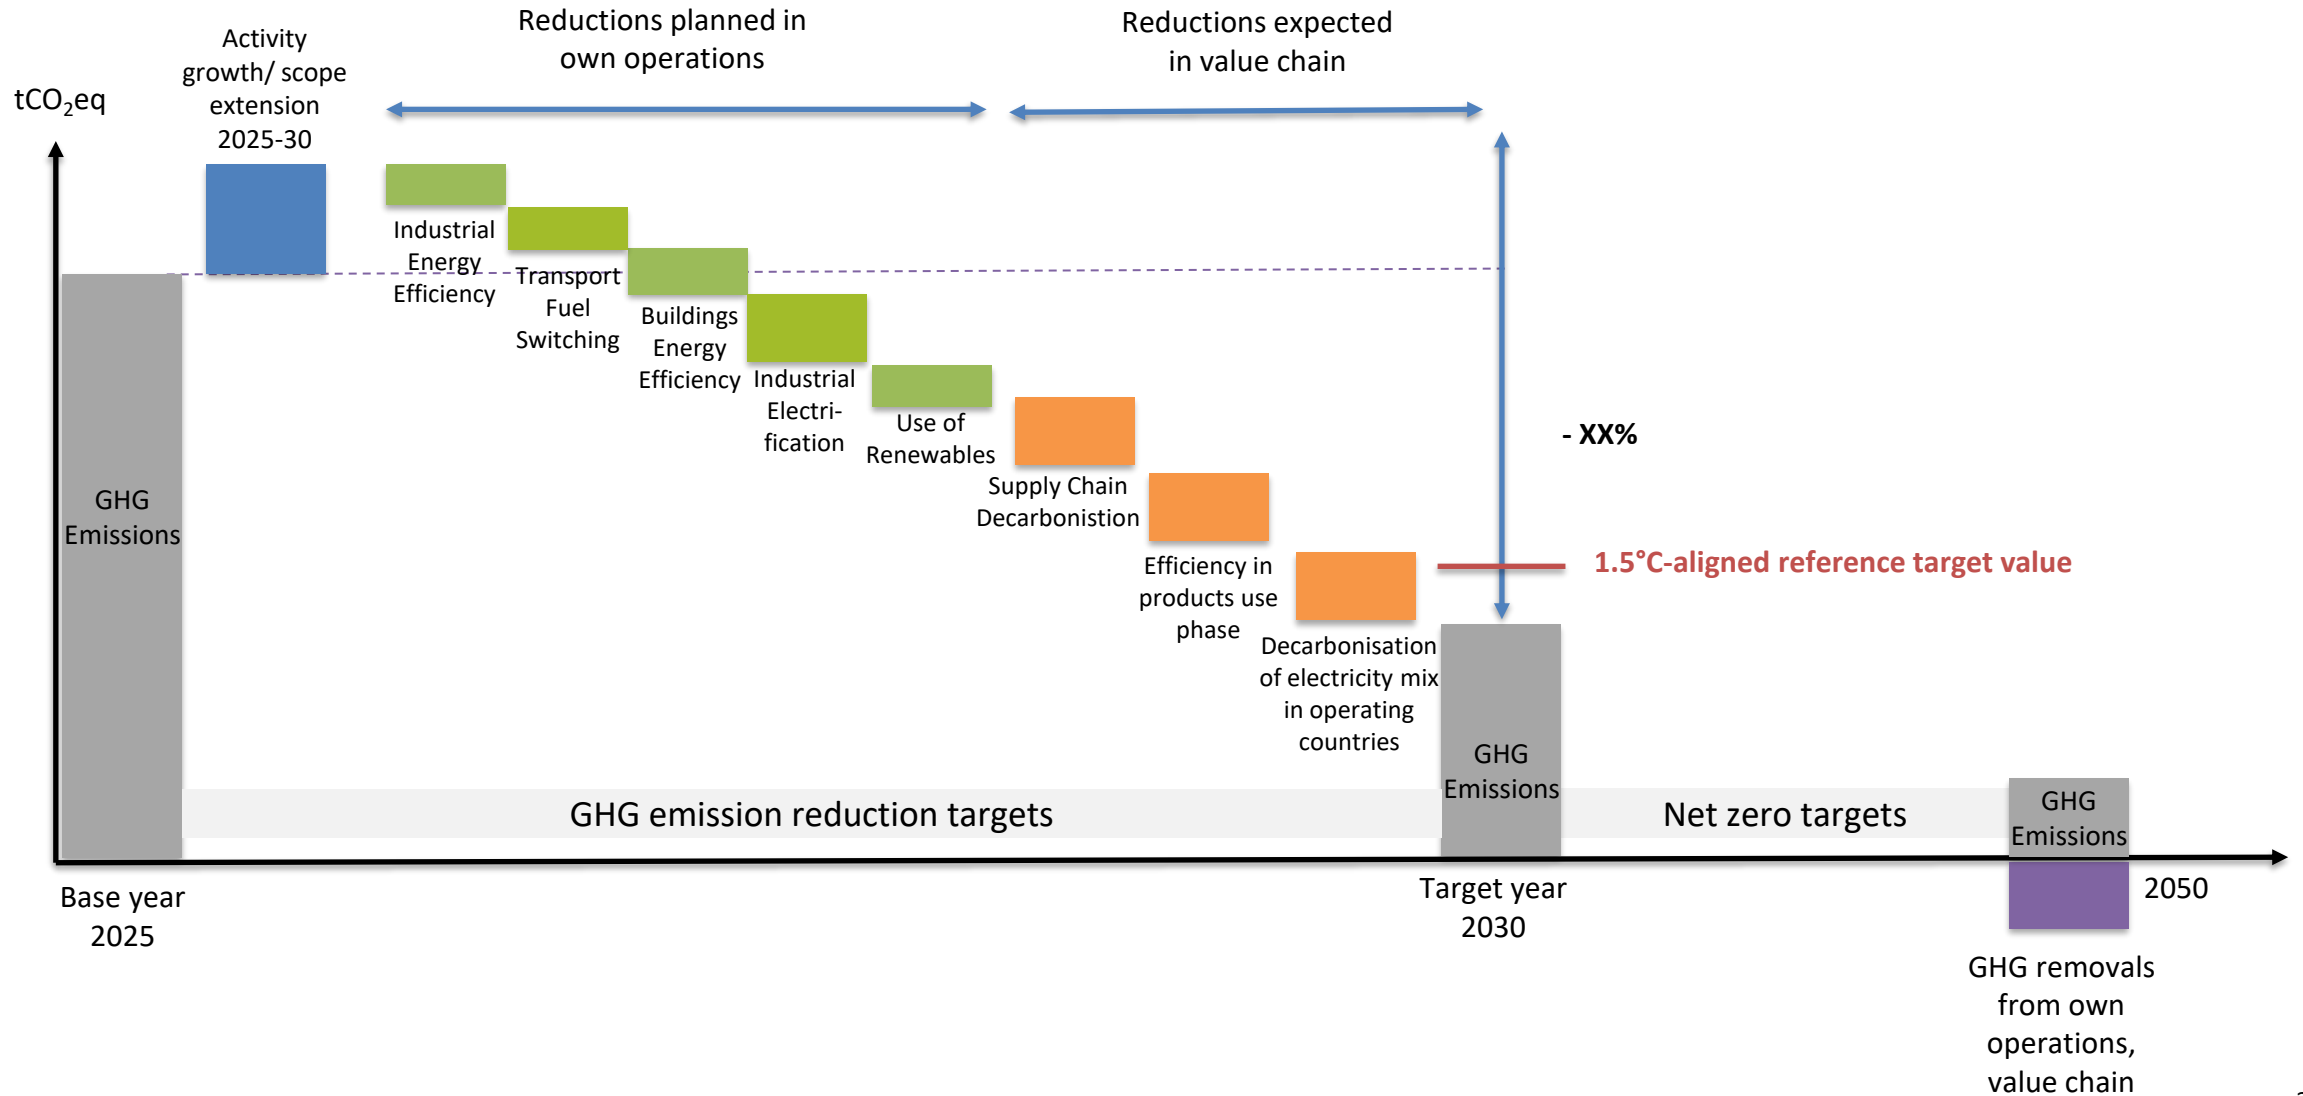 Reductions planned in
own operations
Reductions expected
in value chain
Activity
growth/ scope
extension
2025-30
tCO₂eq
Industrial
Energy
Efficiency
Transport
Fuel
Switching
Buildings
Energy
Efficiency
Industrial
Electri-
fication
Use of
Renewables
Supply Chain
Decarbonistion
Efficiency in
products use
phase
Decarbonisation
of electricity mix
in operating
countries
- XX%
1.5°C-aligned reference target value
GHG
Emissions
GHG
Emissions
GHG
Emissions
GHG emission reduction targets
Net zero targets
Base year
2025
Target year
2030
2050
GHG removals
from own
operations,
value chain